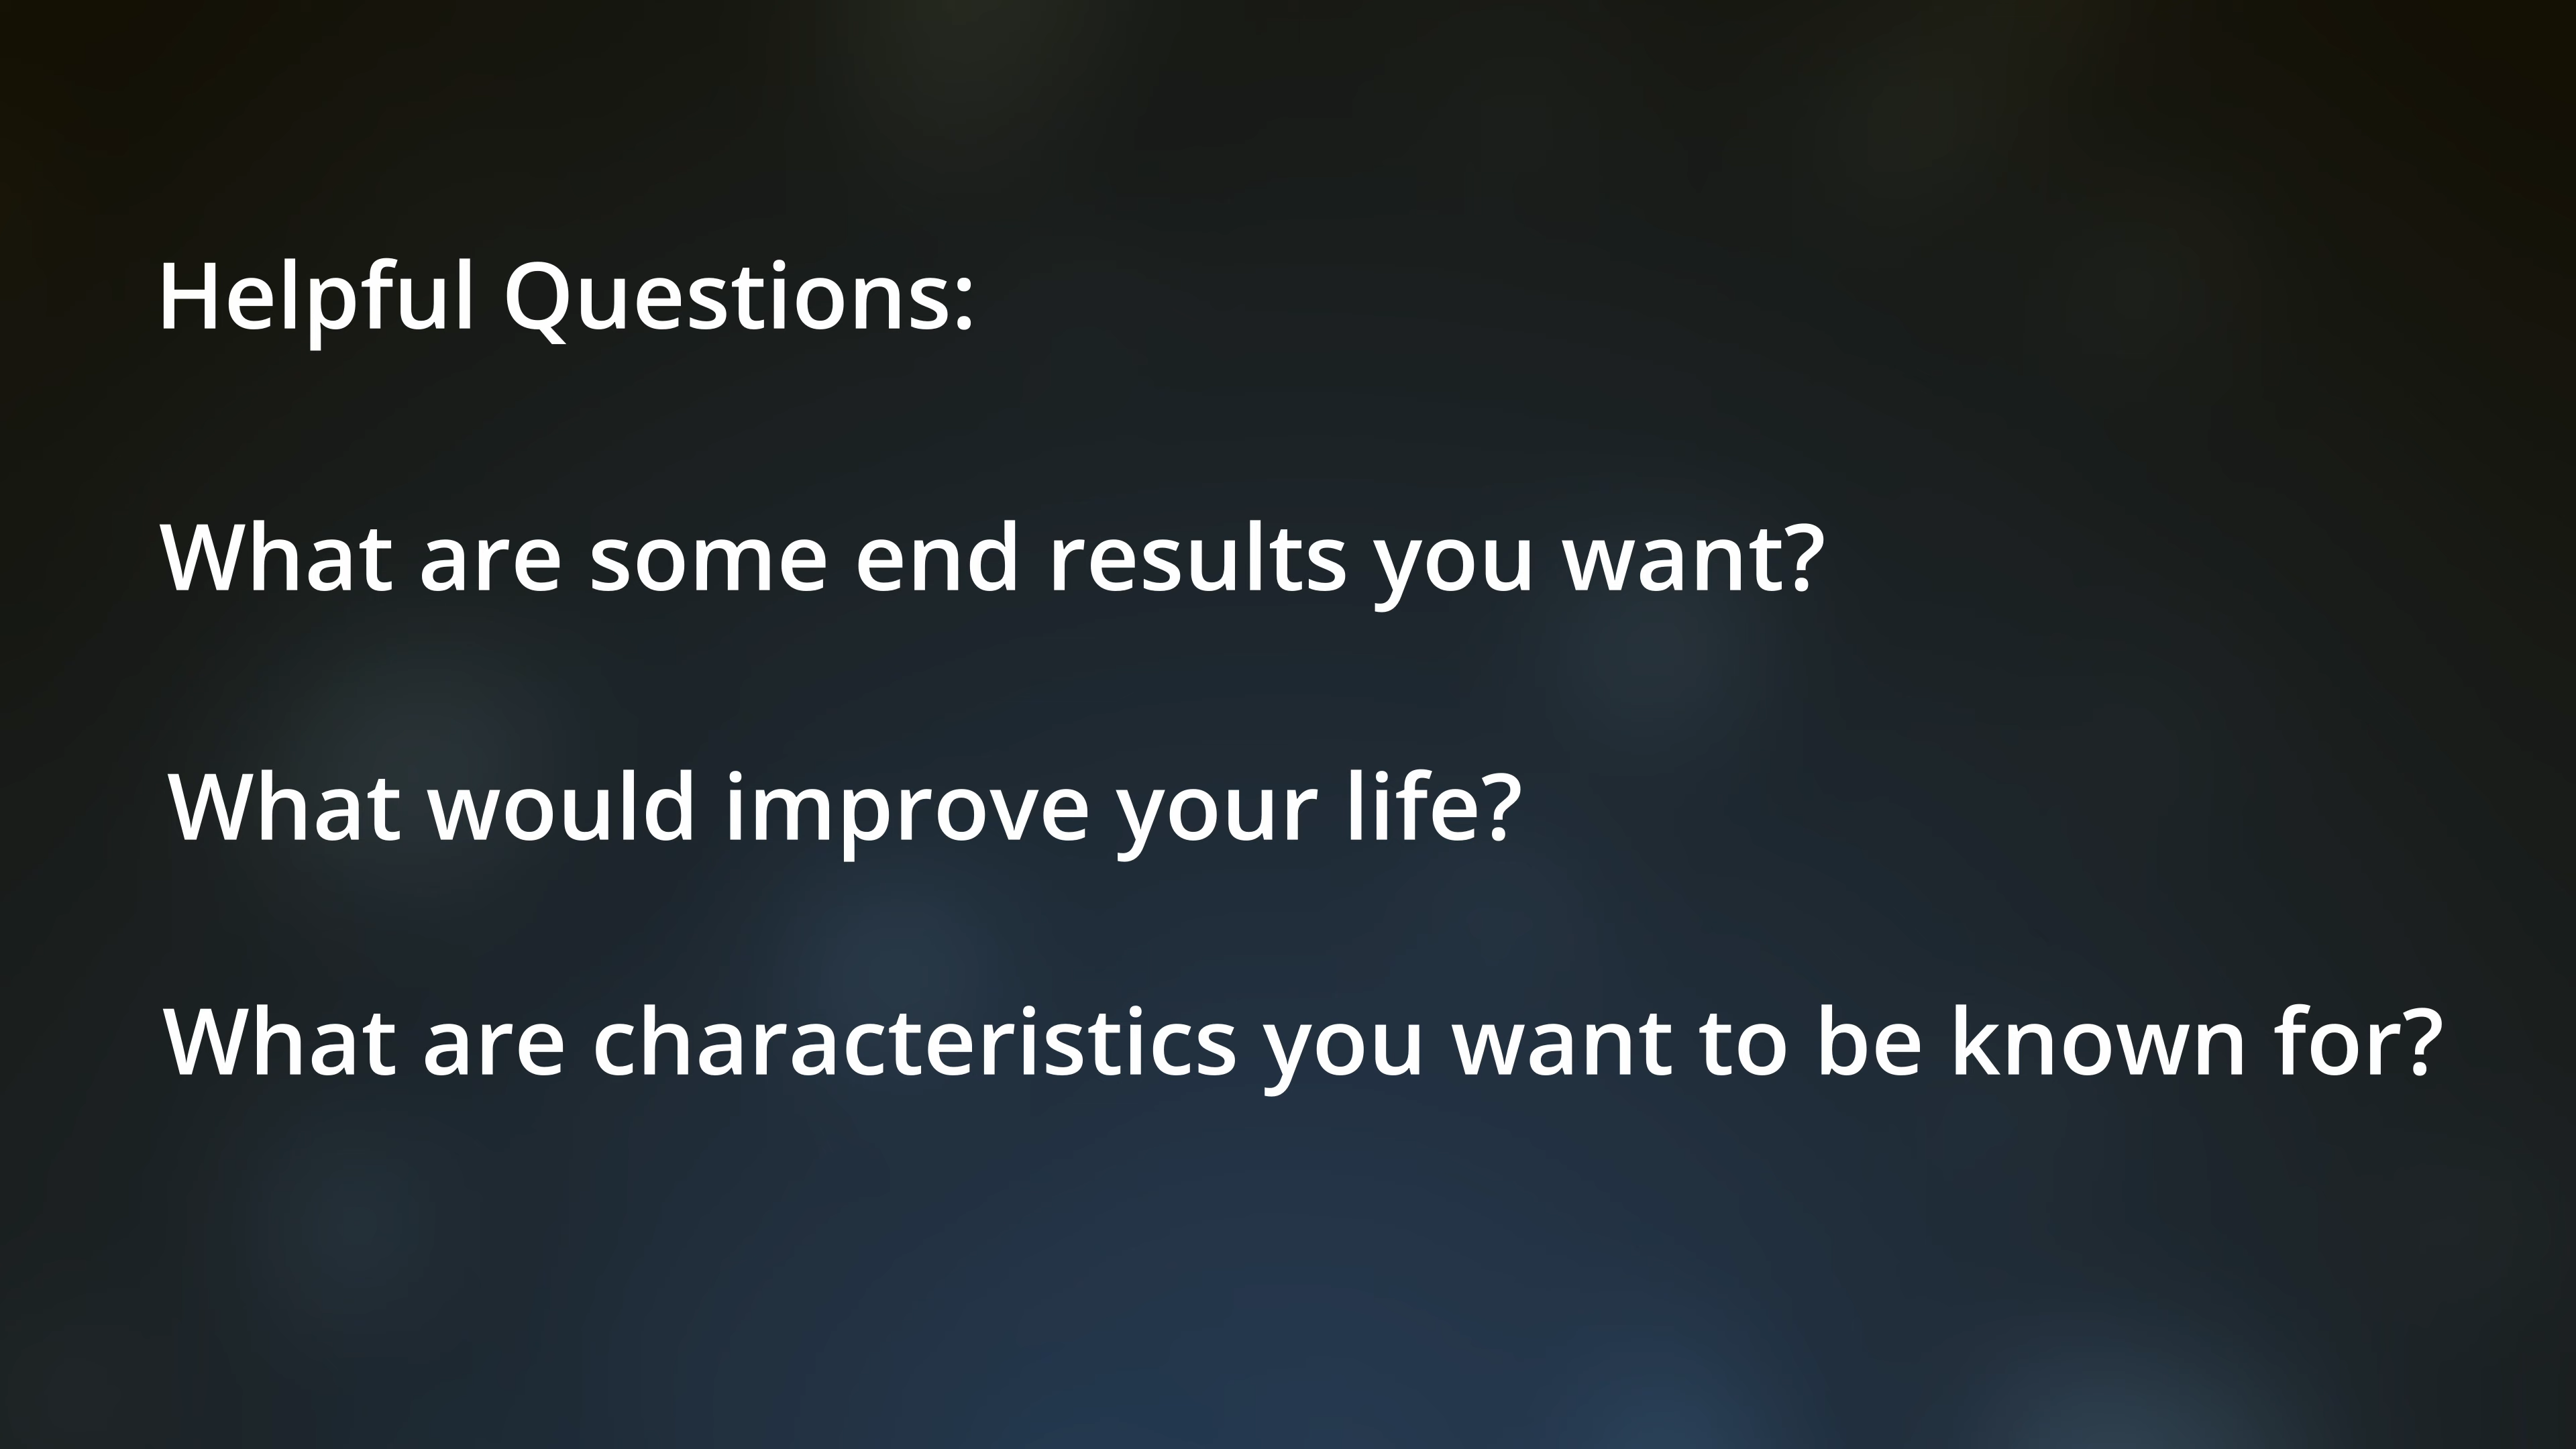 Helpful Questions:
What are some end results you want?
What would improve your life?
What are characteristics you want to be known for?